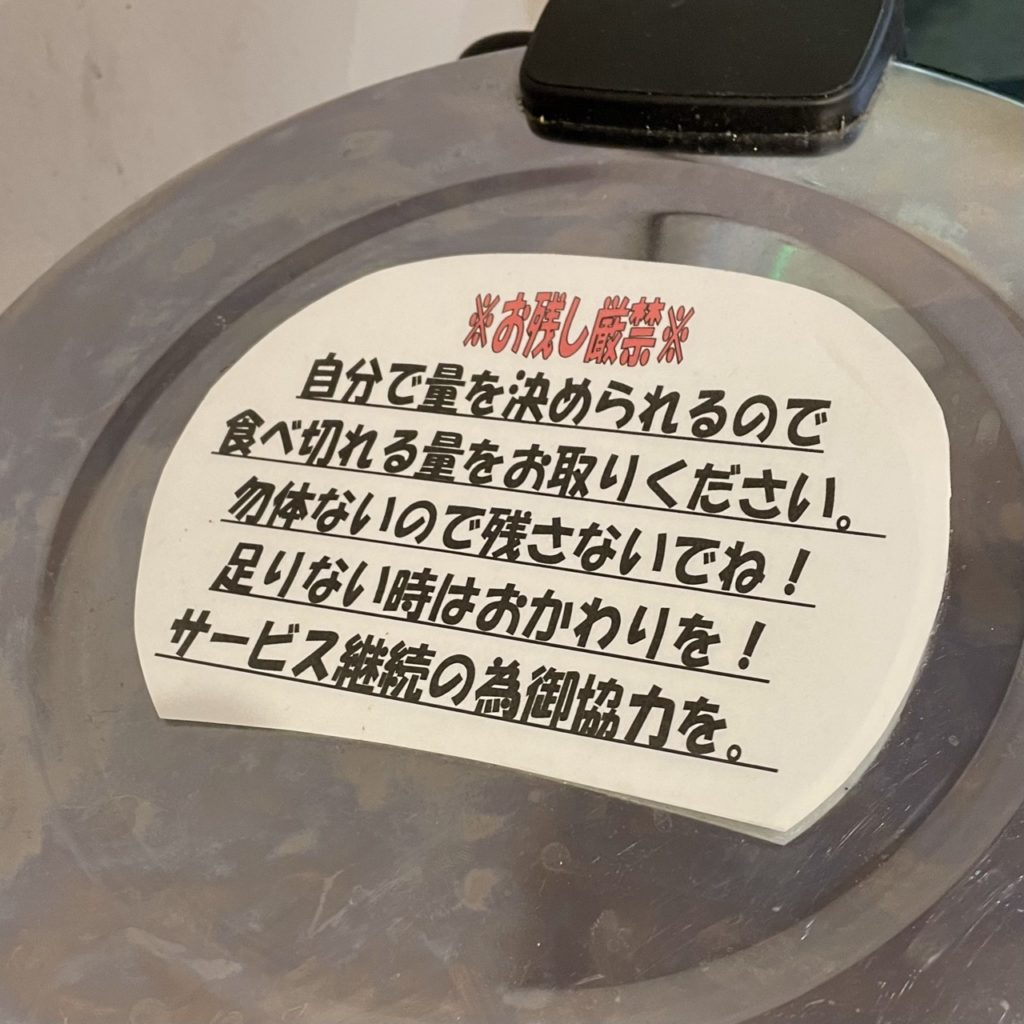 ※お残し厳禁※
自分で量を決められるので
食べ切れる量をお取りください。
勿体ないので残さないでね！
足りない時はおかわりを！
サービス継続の為御協力を。